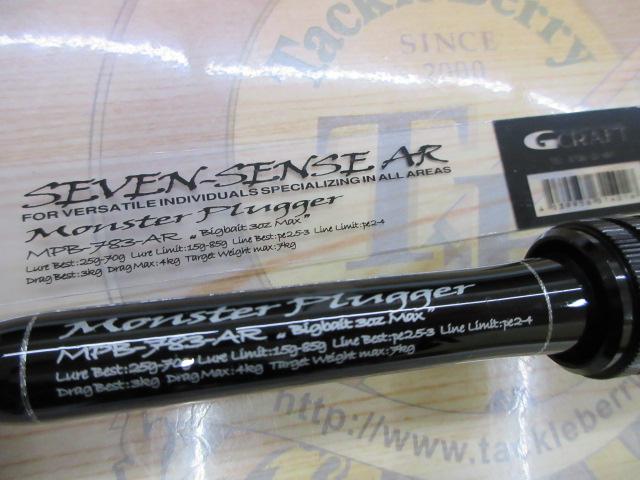 TackleBerry
SINCE
2000
T
GCRAFT
SEVEN-SENSE AR
FOR VERSATILE INDIVIDUALS SPECIALIZING IN ALL AREAS
Monster Plugger
MPB-783-AR „Bigbait 3oz Max”
Lure Best:25g-70g Lure Limit:15g-85g Line Best:pe2.5-3 Line Limit:pe2-4
Drag Best:3kg Drag Max:4kg Target Weight max:7kg
Monster Plugger
MPB-783-AR „Bigbait 3oz Max”
Lure Best:25g-70g Lure Limit:15g-85g Line Best:pe2.5-3 Line Limit:pe2-4
Drag Best:3kg Drag Max:4kg Target Weight max:7kg
http://www.tackleberry